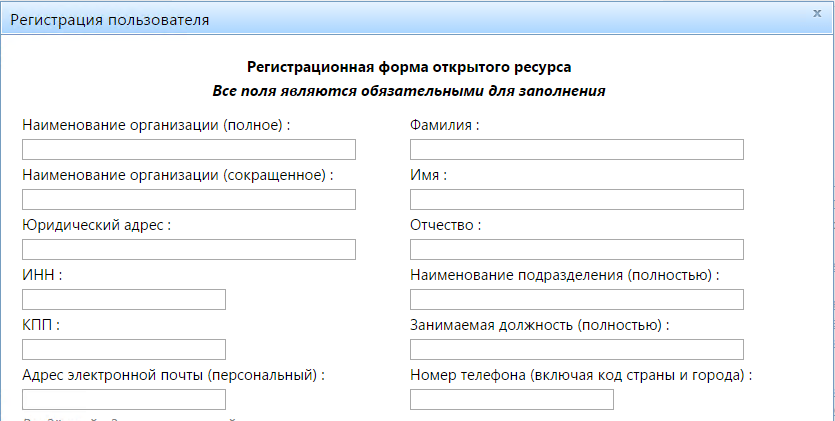 Регистрация пользователя
x
Регистрационная форма открытого ресурса
Все поля являются обязательными для заполнения
Наименование организации (полное) :
Наименование организации (сокращенное) :
Юридический адрес :
ИНН :
КПП :
Адрес электронной почты (персональный) :
Фамилия :
Имя :
Отчество :
Наименование подразделения (полностью) :
Занимаемая должность (полностью) :
Номер телефона (включая код страны и города) :